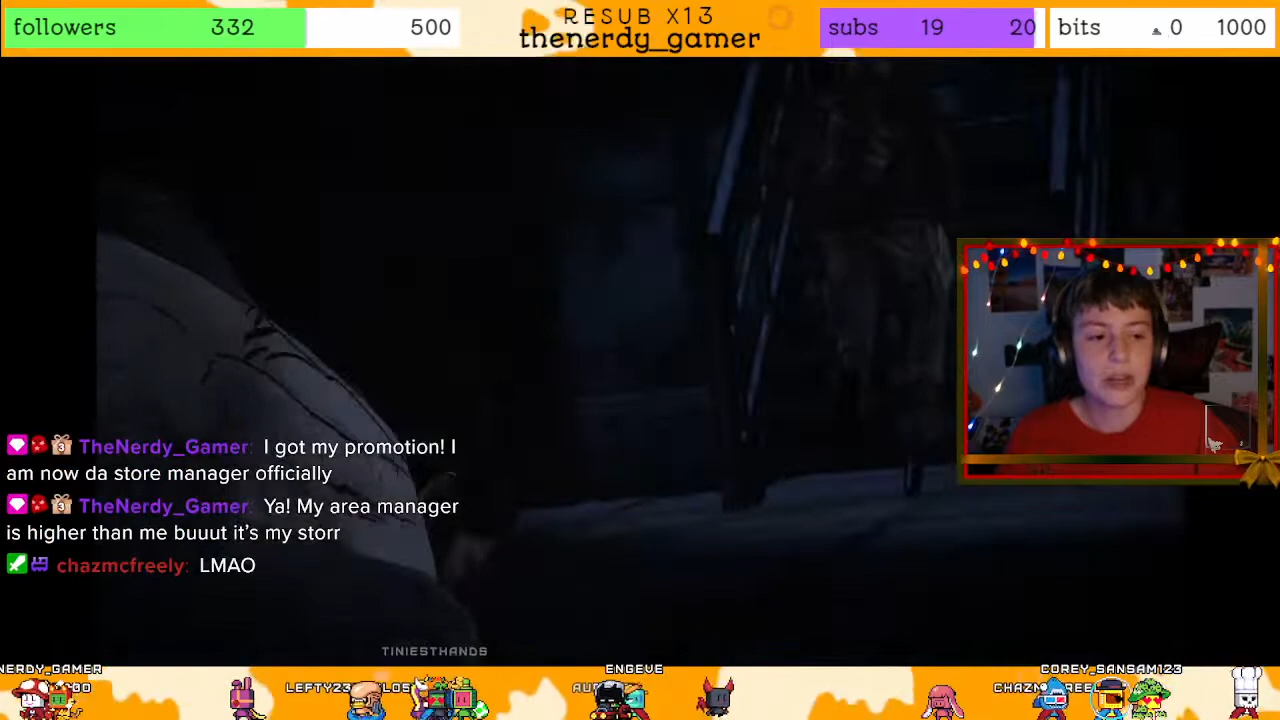 followers 332 500
RESUB X13
thenerdy_gamer
subs 19 20
bits 0 1000
TheNerdy_Gamer: I got my promotion! I
am now da store manager officially
TheNerdy_Gamer: Ya! My area manager
is higher than me buuut it's my storr
chazmcfreely: LMAO
TINIESTHANDS
NERDY_GAMER
ENGEVE
COREY_SANSAM123
LEFTY23